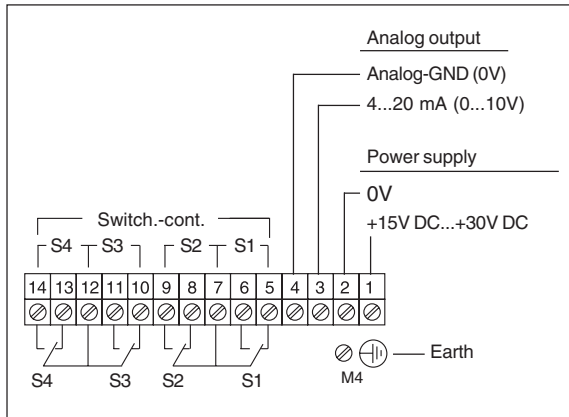 Analog output
Analog-GND (0V)
4...20 mA (0...10V)
Power supply
0V
+15V DC...+30V DC
Switch.-cont.
S4 S3 S2 S1
14 13 12 11 10 9 8 7 6 5 4 3 2 1
S4 S3 S2 S1
Earth
M4